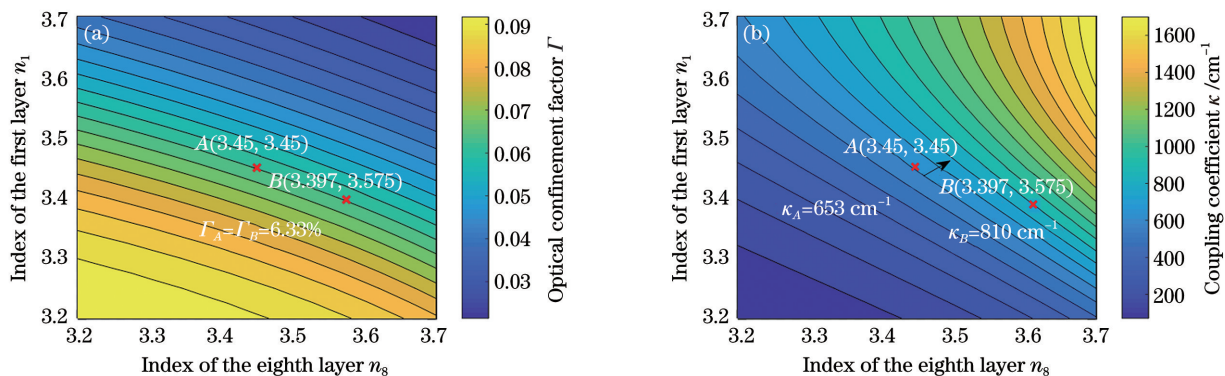 (a)
Index of the first layer n₁
3.7
3.6
3.5
3.4
3.3
3.2
A(3.45, 3.45)
B(3.397, 3.575)
Γ_A=Γ_B=6.33%
3.2 3.3 3.4 3.5 3.6 3.7
Index of the eighth layer n₈
0.09
0.08
0.07
0.06
0.05
0.04
0.03
Optical confinement factor Γ
(b)
Index of the first layer n₁
3.7
3.6
3.5
3.4
3.3
3.2
A(3.45, 3.45)
B(3.397, 3.575)
κ_A=653 cm⁻¹
κ_B=810 cm⁻¹
3.2 3.3 3.4 3.5 3.6 3.7
Index of the eighth layer n₈
1600
1400
1200
1000
800
600
400
200
Coupling coefficient κ /cm⁻¹